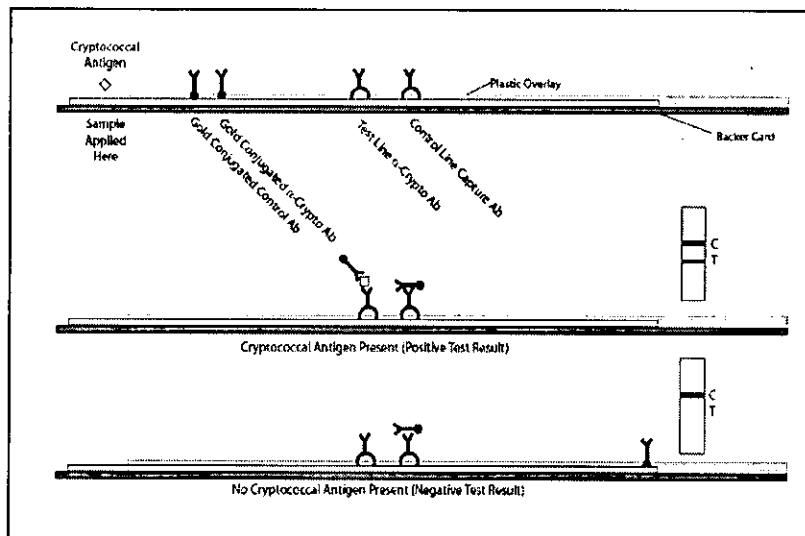 Cryptococcal
Antigen
Plastic Overlay
Sample
Applied
Here
Gold Conjugated Control Ab
Gold Conjugated α-Crypto Ab
Test Line α-Crypto Ab
Control Line Capture Ab
Backer Card
C
T
Cryptococcal Antigen Present (Positive Test Result)
C
T
No Cryptococcal Antigen Present (Negative Test Result)